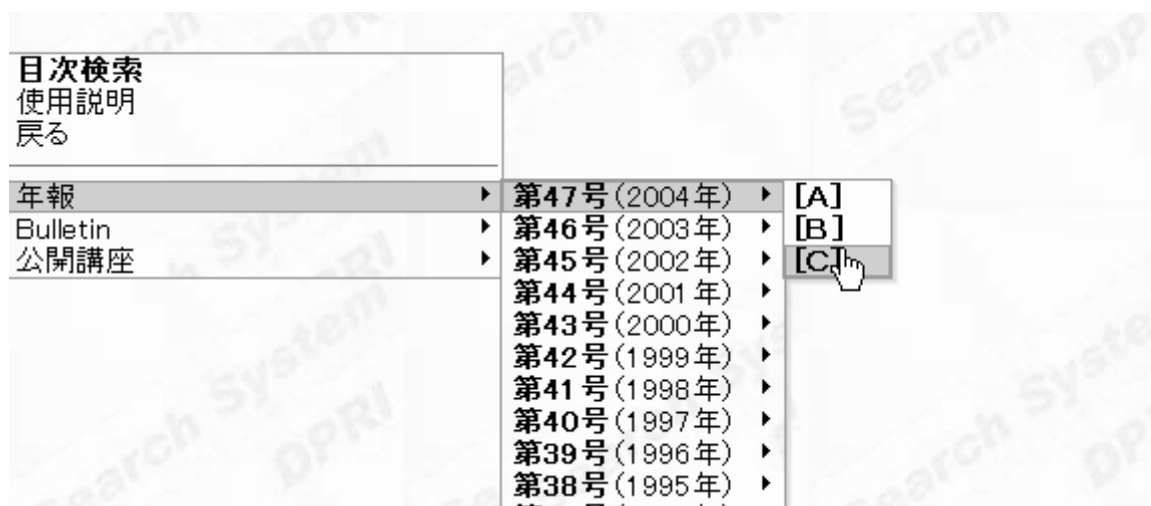 目次検索
使用説明
戻る
年報
Bulletin
公開講座
第47号(2004年)
第46号(2003年)
第45号(2002年)
第44号(2001年)
第43号(2000年)
第42号(1999年)
第41号(1998年)
第40号(1997年)
第39号(1996年)
第38号(1995年)
[A]
[B]
[C]
Search System
DPRI